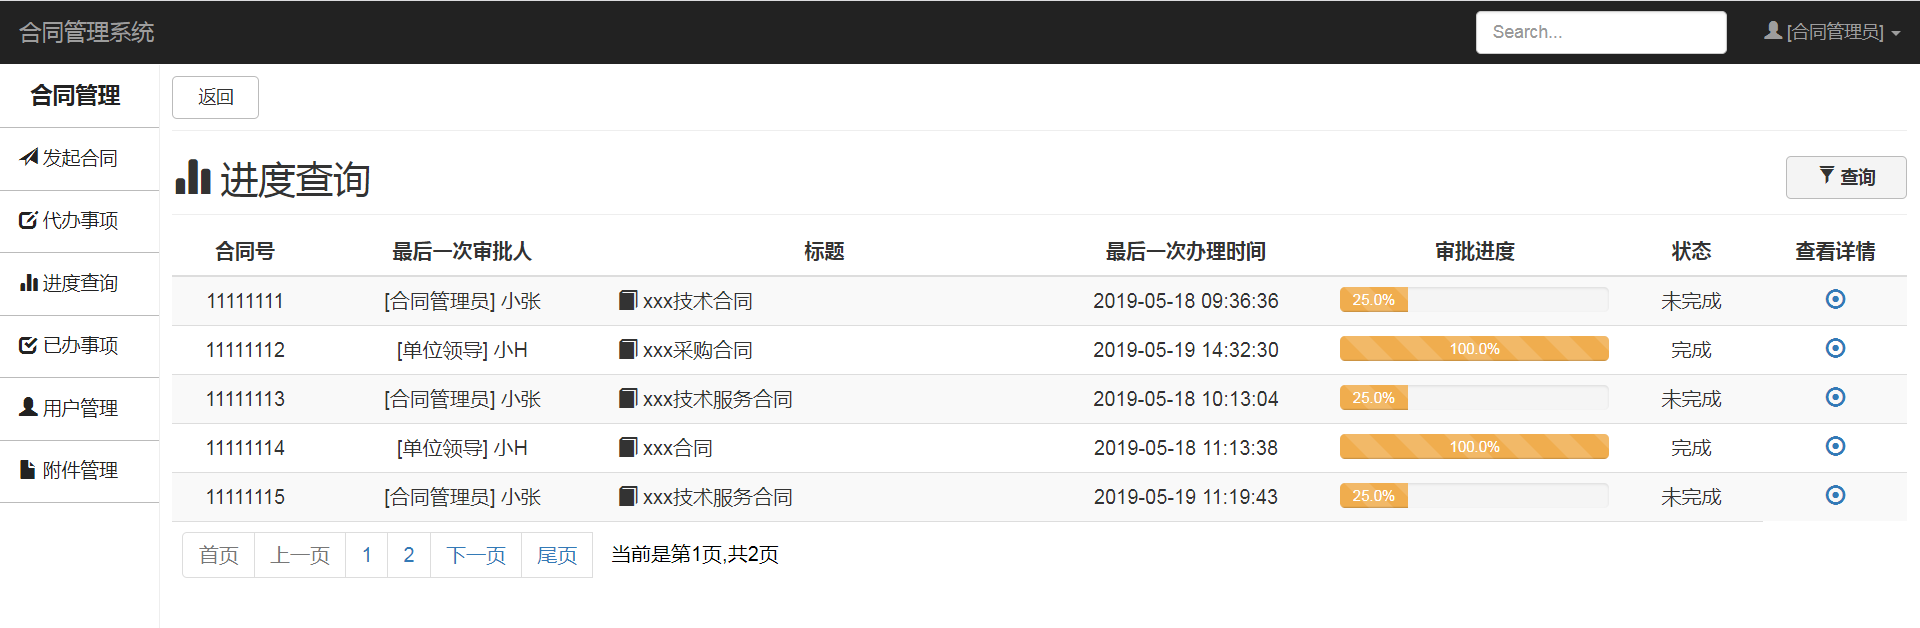 合同管理系统
Search...
[合同管理员]
合同管理
发起合同
代办事项
进度查询
已办事项
用户管理
附件管理
返回
进度查询
查询
合同号 最后一次审批人 标题 最后一次办理时间 审批进度 状态 查看详情
11111111 [合同管理员] 小张 xxx技术合同 2019-05-18 09:36:36 25.0% 未完成
11111112 [单位领导] 小H xxx采购合同 2019-05-19 14:32:30 100.0% 完成
11111113 [合同管理员] 小张 xxx技术服务合同 2019-05-18 10:13:04 25.0% 未完成
11111114 [单位领导] 小H xxx合同 2019-05-18 11:13:38 100.0% 完成
11111115 [合同管理员] 小张 xxx技术服务合同 2019-05-19 11:19:43 25.0% 未完成
首页 上一页 1 2 下一页 尾页 当前是第1页,共2页